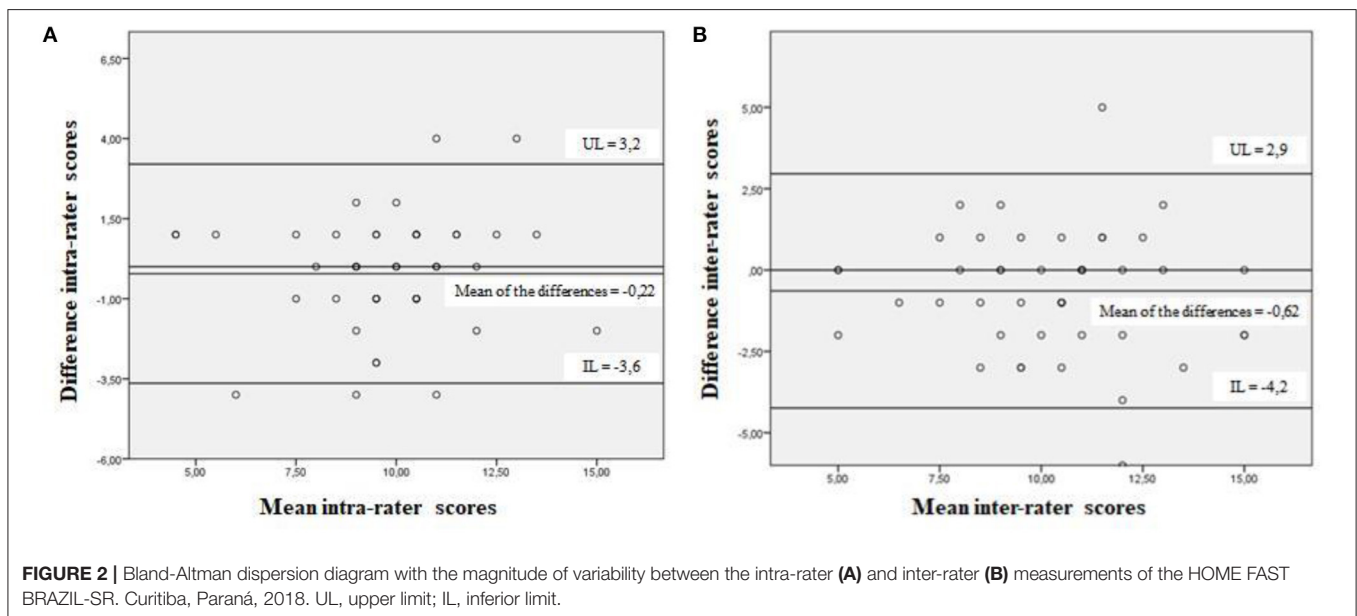 A
Difference intra-rater scores
6,50
4,00
1,50
-1,00
-3,50
-6,00
UL = 3,2
Mean of the differences = -0,22
IL = -3,6
5,00 7,50 10,00 12,50 15,00
Mean intra-rater scores
B
Difference inter-rater scores
5,00
2,50
,00
-2,50
-5,00
UL = 2,9
Mean of the differences = -0,62
IL = -4,2
5,00 7,50 10,00 12,50 15,00
Mean inter-rater scores
FIGURE 2 | Bland-Altman dispersion diagram with the magnitude of variability between the intra-rater (A) and inter-rater (B) measurements of the HOME FAST
BRAZIL-SR. Curitiba, Paraná, 2018. UL, upper limit; IL, inferior limit.